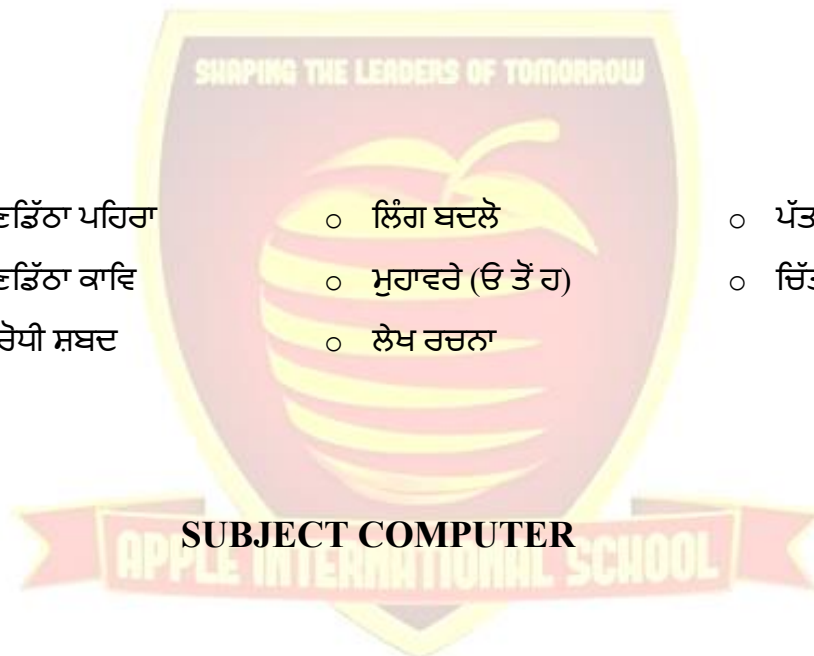 SHAPING THE LEADERS OF TOMORROW
ਪਹਿਰਾ ○ ਲਿੰਗ ਬਦਲੋ ○
ਕਾਵਿ ○ ਮੁਹਾਵਰੇ (ੳ ਤੋਂ ਹ) ○
ਸ਼ਬਦ ○ ਲੇਖ ਰਚਨਾ
SUBJECT COMPUTER
APPLE INTERNATIONAL SCHOOL